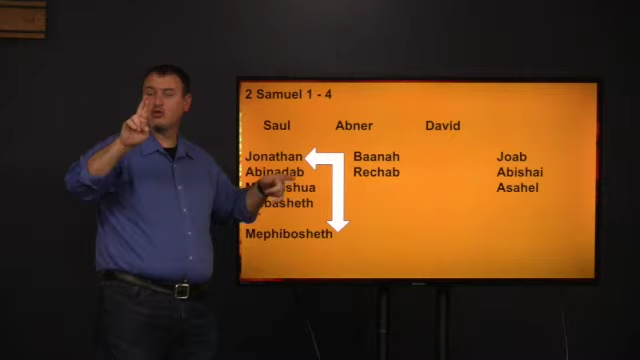 2 Samuel 1 - 4
Saul Abner David
Jonathan Baanah Joab
Abinadab Rechab Abishai
Asahel
Mephibosheth